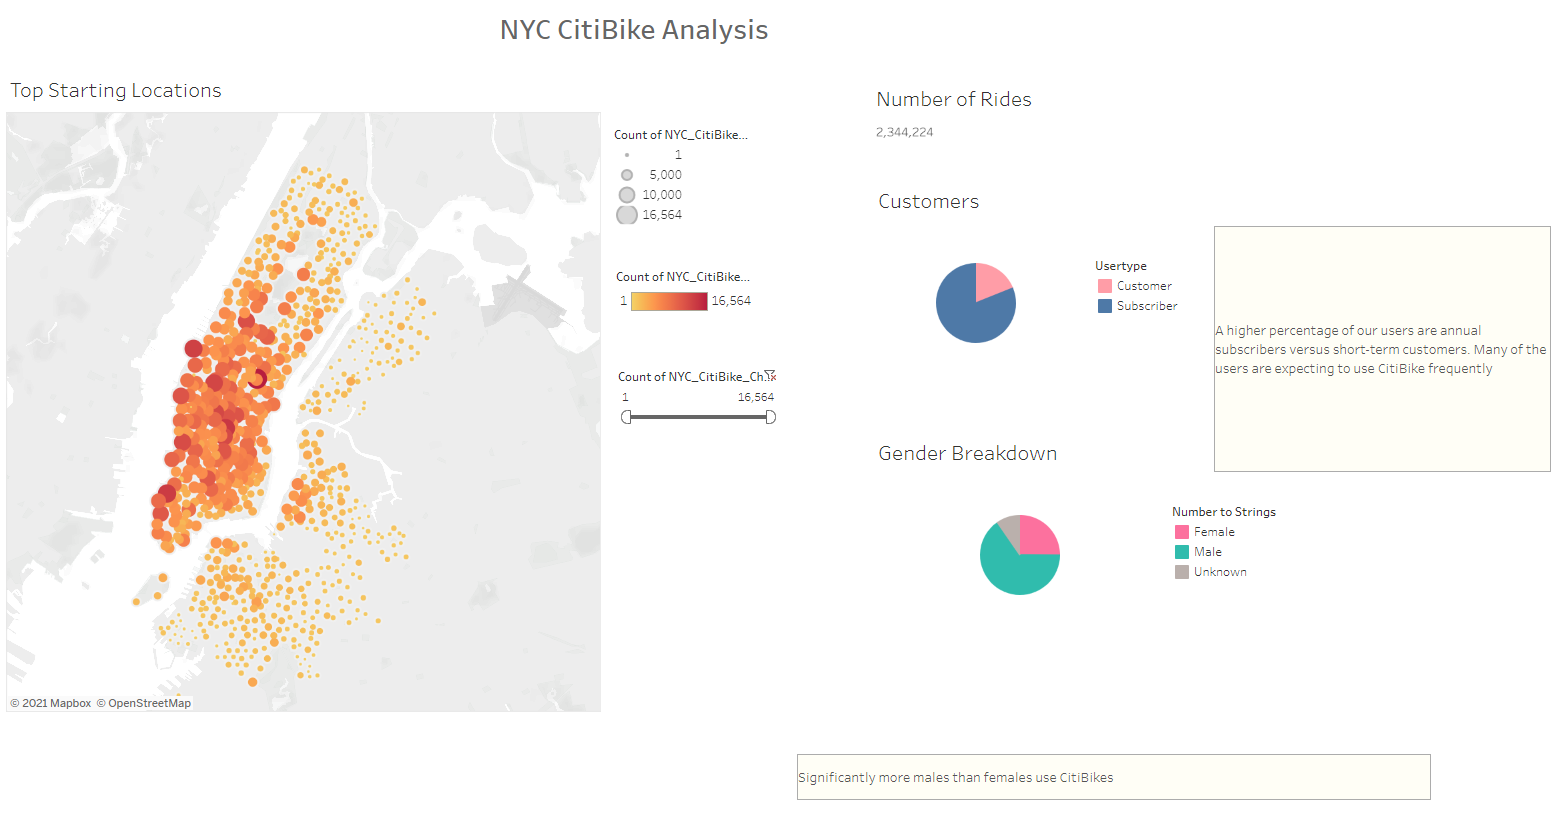 NYC CitiBike Analysis
Top Starting Locations
© 2021 Mapbox © OpenStreetMap
Count of NYC_CitiBike...
1
5,000
10,000
16,564
Count of NYC_CitiBike...
1 16,564
Count of NYC_CitiBike_Ch..
1 16,564
Number of Rides
2,344,224
Customers
Usertype
Customer
Subscriber
A higher percentage of our users are annual
subscribers versus short-term customers. Many of the
users are expecting to use CitiBike frequently
Gender Breakdown
Number to Strings
Female
Male
Unknown
Significantly more males than females use CitiBikes